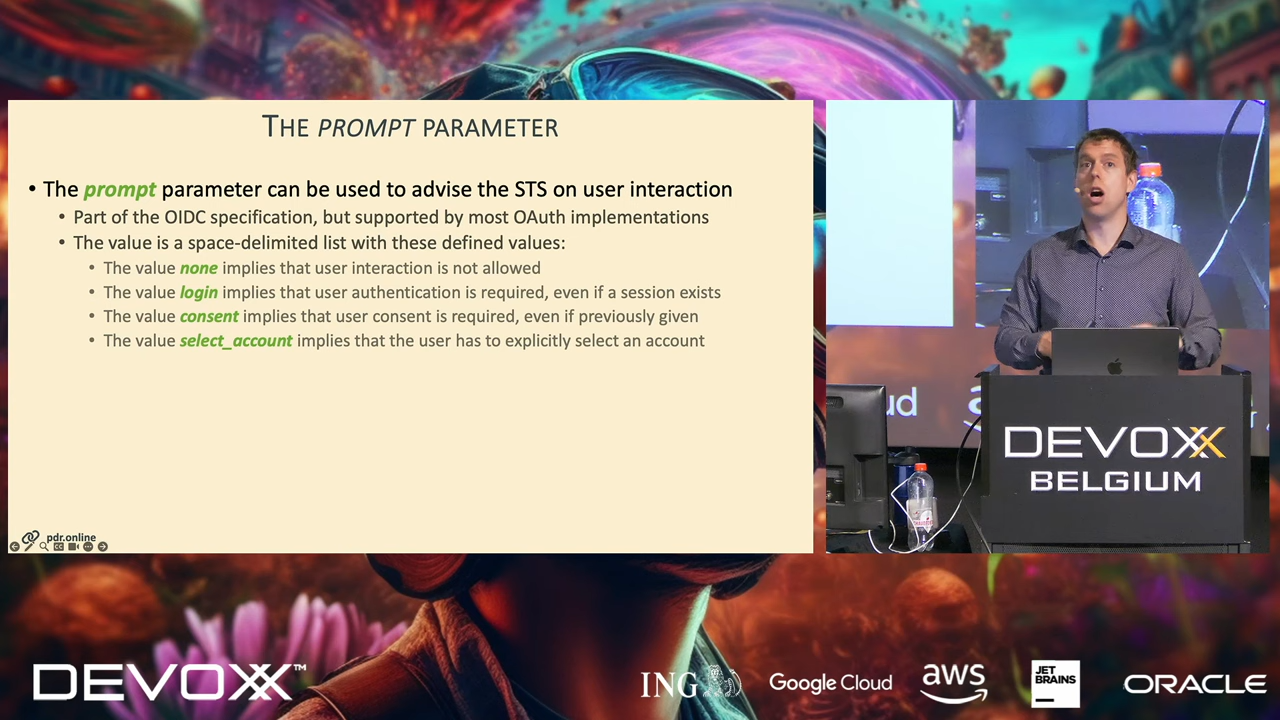 THE PROMPT PARAMETER
• The prompt parameter can be used to advise the STS on user interaction
• Part of the OIDC specification, but supported by most OAuth implementations
• The value is a space-delimited list with these defined values:
• The value none implies that user interaction is not allowed
• The value login implies that user authentication is required, even if a session exists
• The value consent implies that user consent is required, even if previously given
• The value select_account implies that the user has to explicitly select an account
pdr.online
ud
DEVOXX
BELGIUM
DEVOXX™
ING
Google Cloud
aws
JET
BRAINS
ORACLE